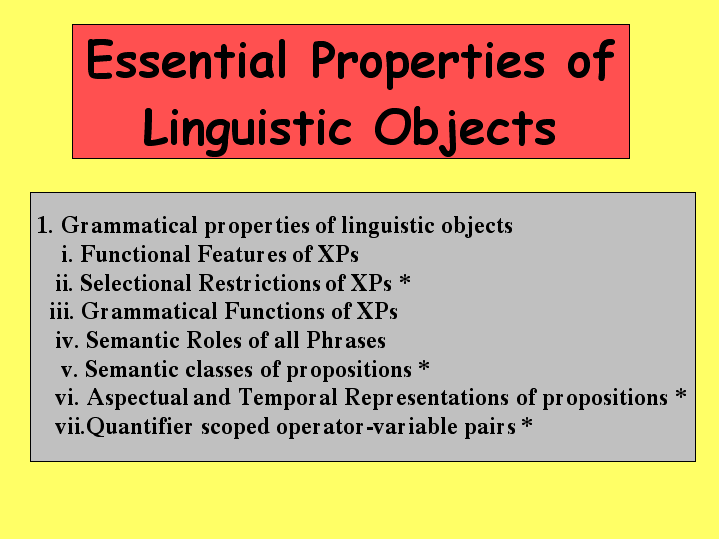 Essential Properties of
Linguistic Objects
1. Grammatical properties of linguistic objects
i. Functional Features of XPs
ii. Selectional Restrictions of XPs *
iii. Grammatical Functions of XPs
iv. Semantic Roles of all Phrases
v. Semantic classes of propositions *
vi. Aspectual and Temporal Representations of propositions *
vii.Quantifier scoped operator-variable pairs *